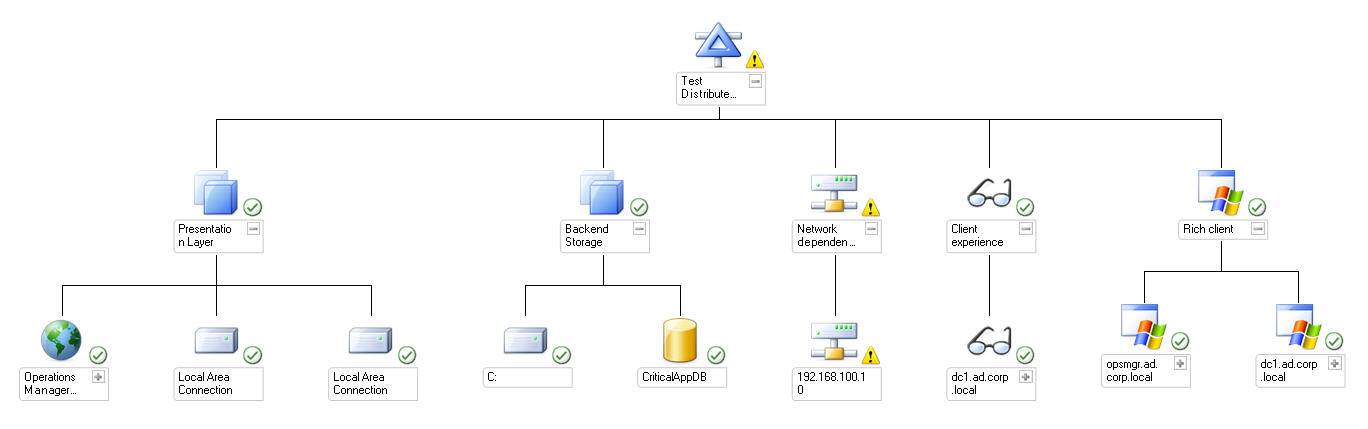 Test
Distribute...
Presentatio
n Layer
Backend
Storage
Network
dependen...
Client
experience
Rich client
Operations
Manager...
Local Area
Connection
Local Area
Connection
C:
CriticalAppDB
192.168.100.1
0
dc1.ad.corp
.local
opsmgr.ad.
corp.local
dc1.ad.corp
.local